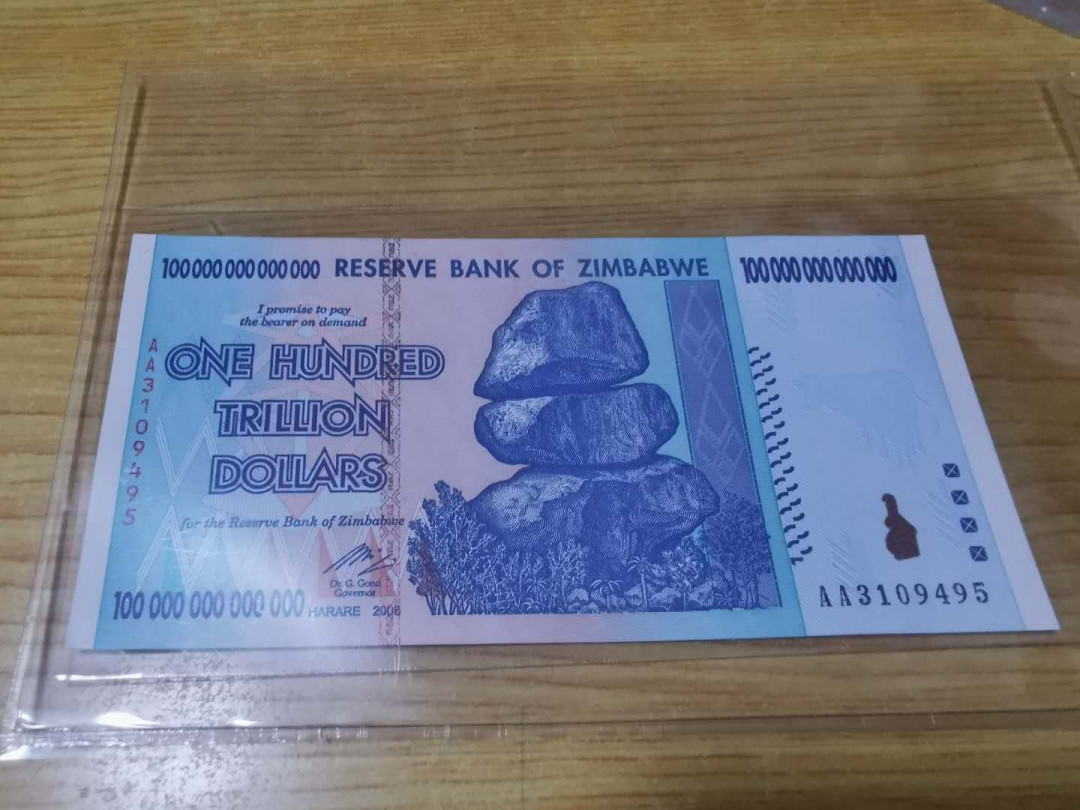 100 000 000 000 000 RESERVE BANK OF ZIMBABWE 100 000 000 000 000
I promise to pay
the bearer on demand
ONE HUNDRED
TRILLION
DOLLARS
AA3109495
for the Reserve Bank of Zimbabwe
Dr. G. Gono
Governor
100 000 000 000 000 HARARE 2008
AA3109495